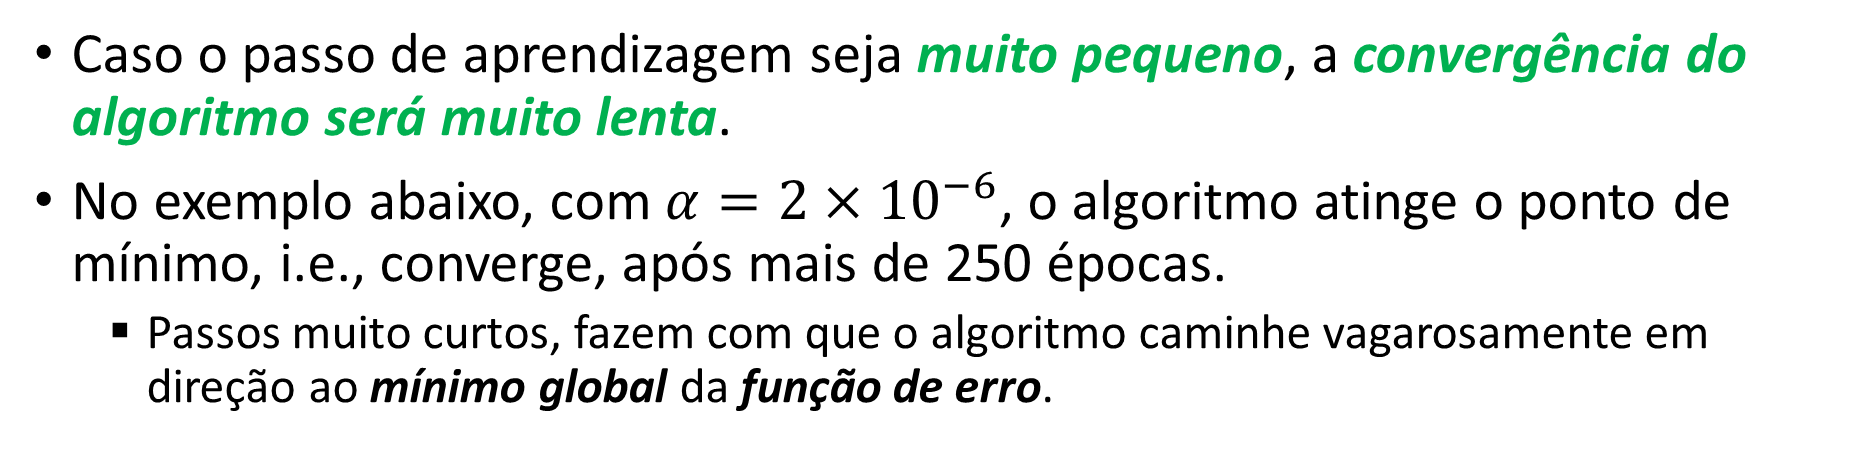 • Caso o passo de aprendizagem seja muito pequeno, a convergência do
algoritmo será muito lenta.
• No exemplo abaixo, com α = 2 × 10⁻⁶, o algoritmo atinge o ponto de
mínimo, i.e., converge, após mais de 250 épocas.
▪ Passos muito curtos, fazem com que o algoritmo caminhe vagarosamente em
direção ao mínimo global da função de erro.